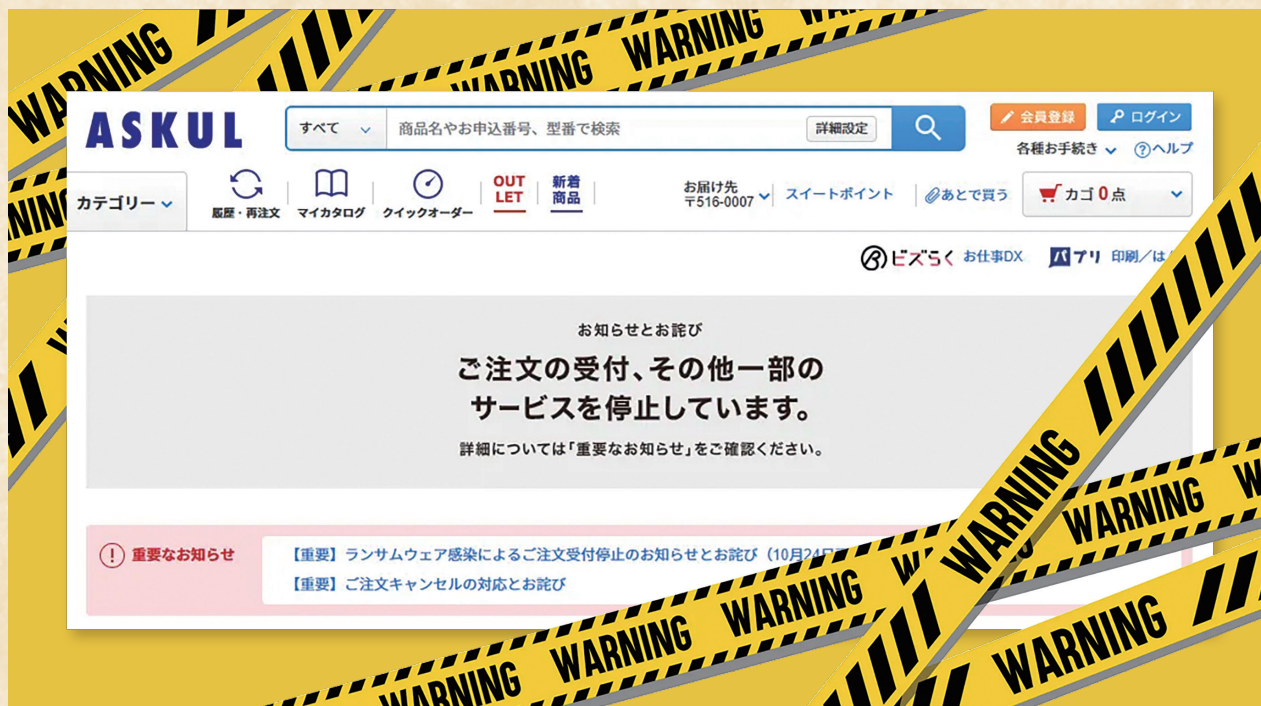 WARNING
WARNING
WARNING
ASKUL
すべて
商品名やお申込番号、型番で検索
詳細設定
会員登録
ログイン
各種お手続き
ヘルプ
カテゴリー
履歴・再注文
マイカタログ
クイックオーダー
OUT
LET
新着
商品
お届け先
〒516-0007
スイートポイント
あとで買う
カゴ 0 点
ビズらく お仕事DX
パプリ 印刷/は
お知らせとお詫び
ご注文の受付、その他一部の
サービスを停止しています。
詳細については「重要なお知らせ」をご確認ください。
重要なお知らせ
【重要】ランサムウェア感染によるご注文受付停止のお知らせとお詫び（10月24日
【重要】ご注文キャンセルの対応とお詫び
WARNING
WARNING
WARNING
WARNING
WARNING
WARNING